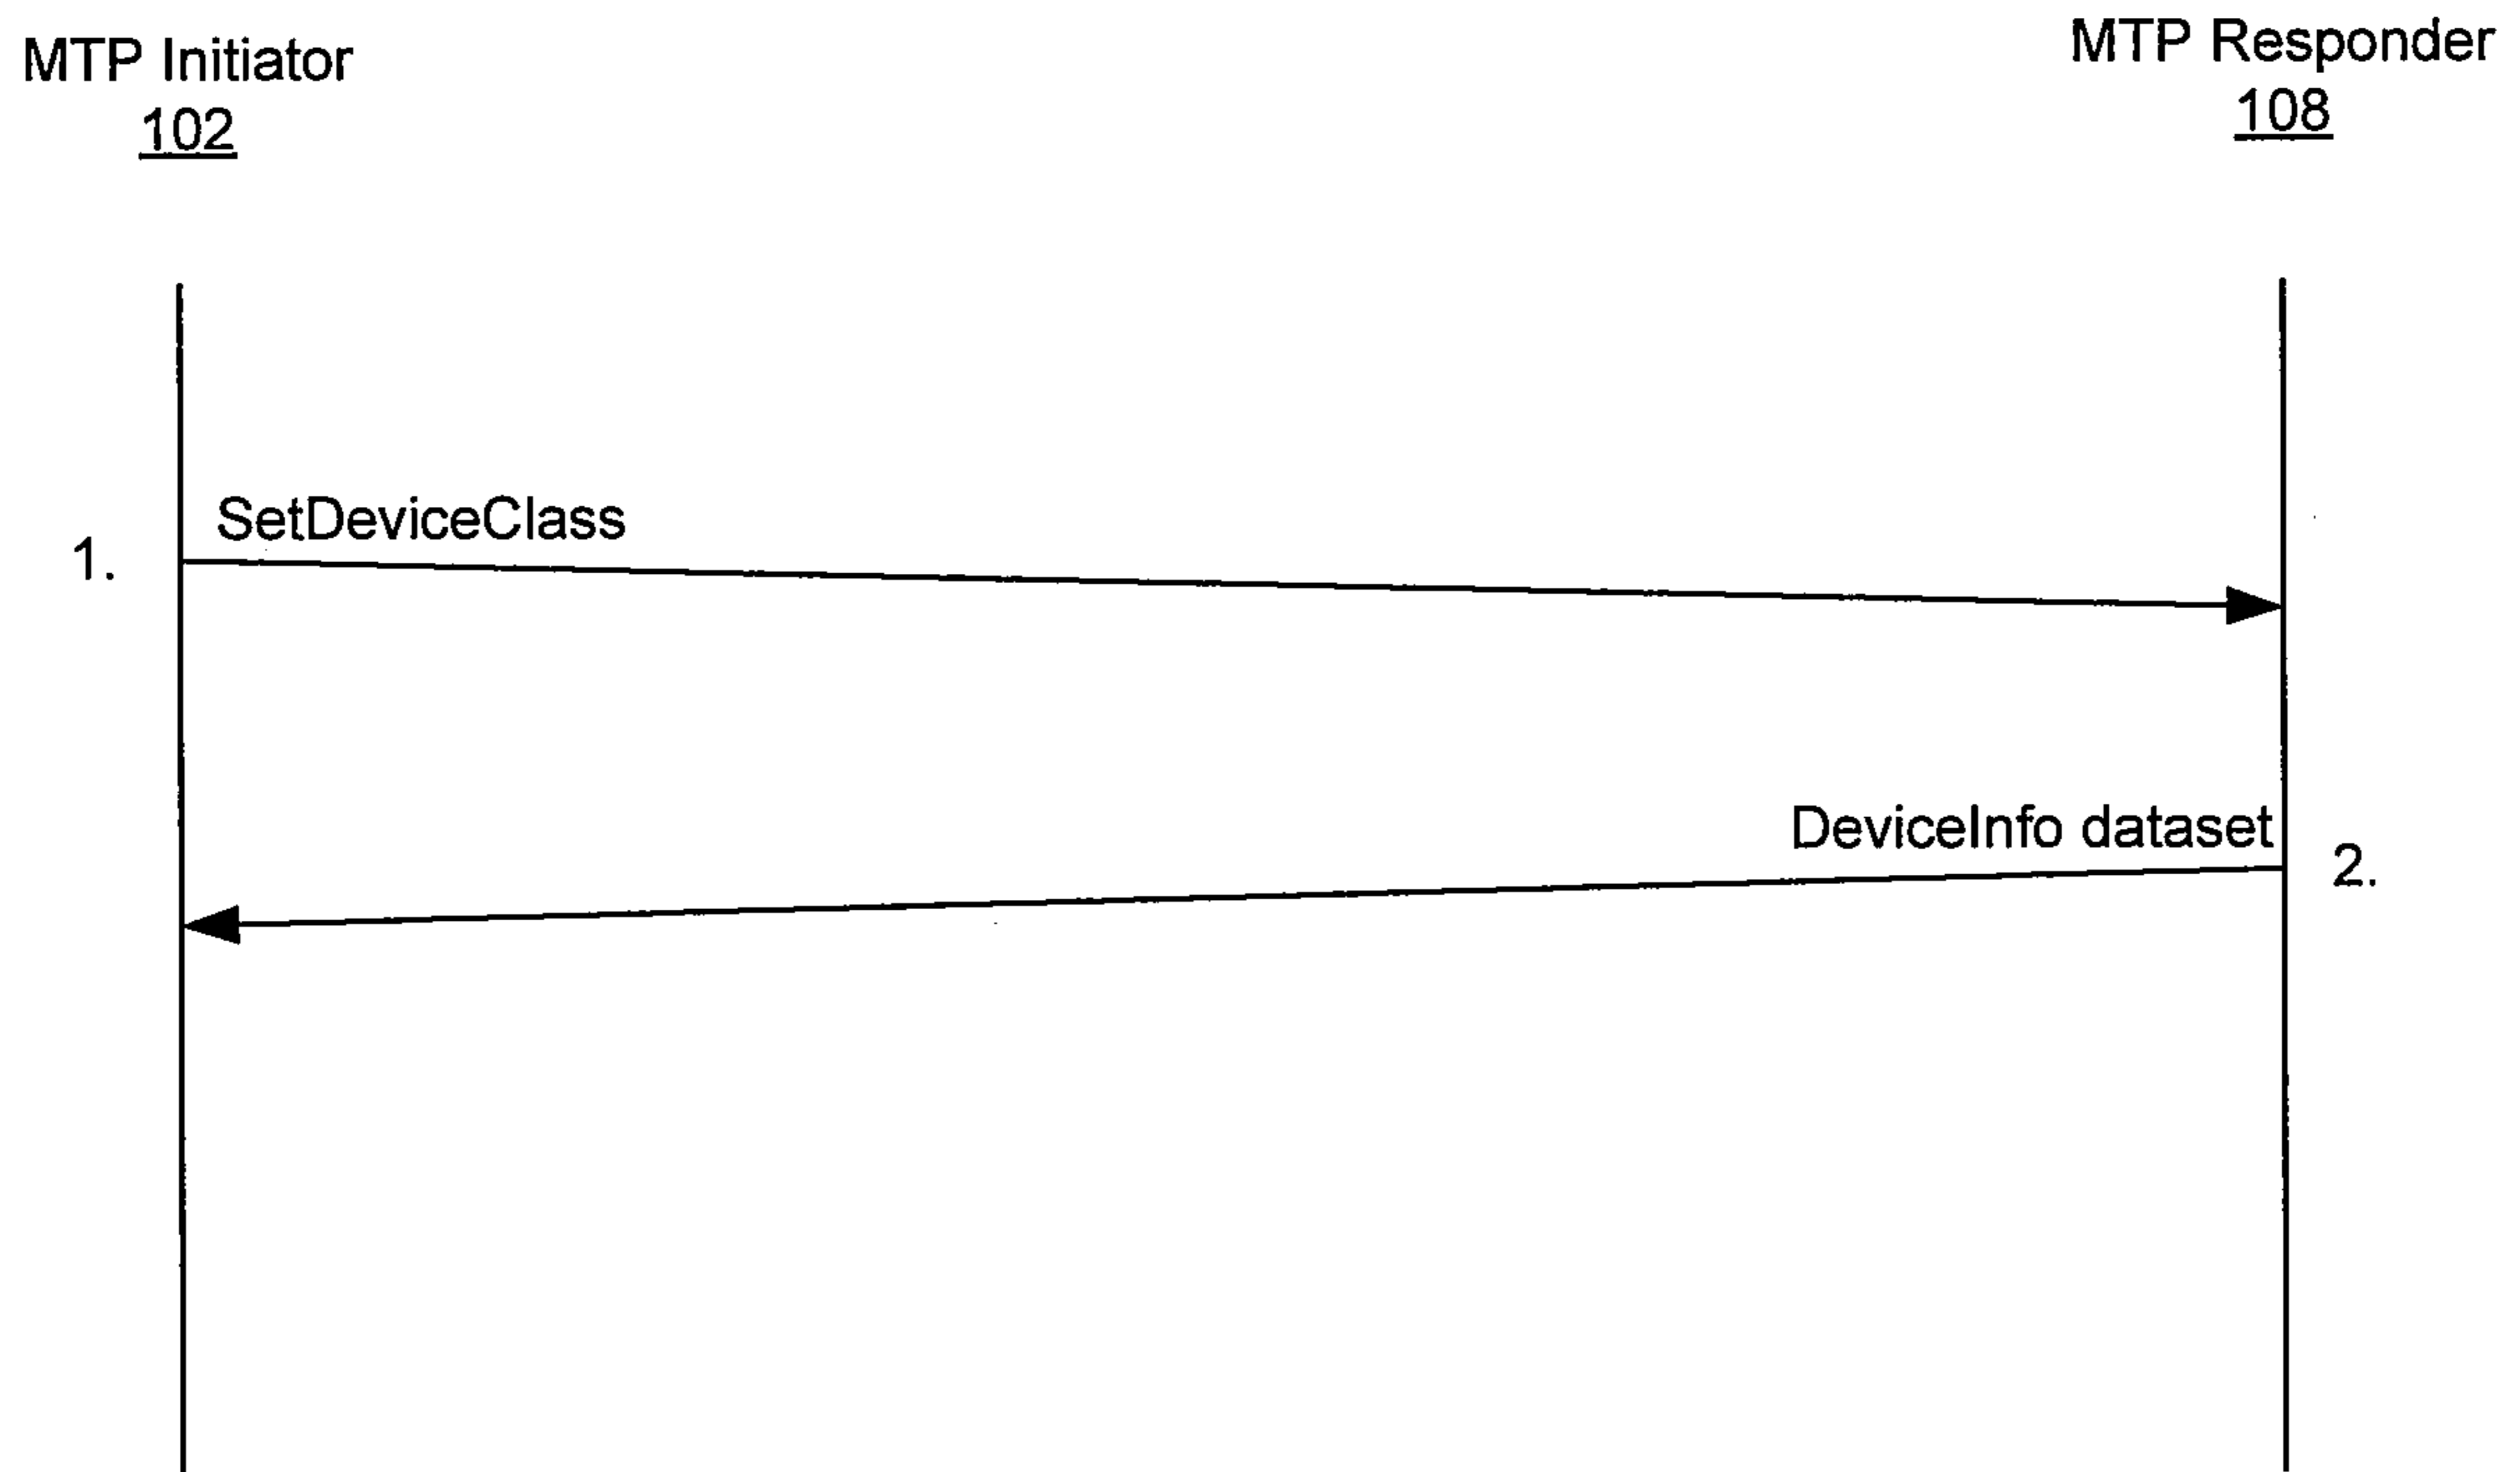 MTP Initiator
102
MTP Responder
108
SetDeviceClass
1.
DeviceInfo dataset
2.